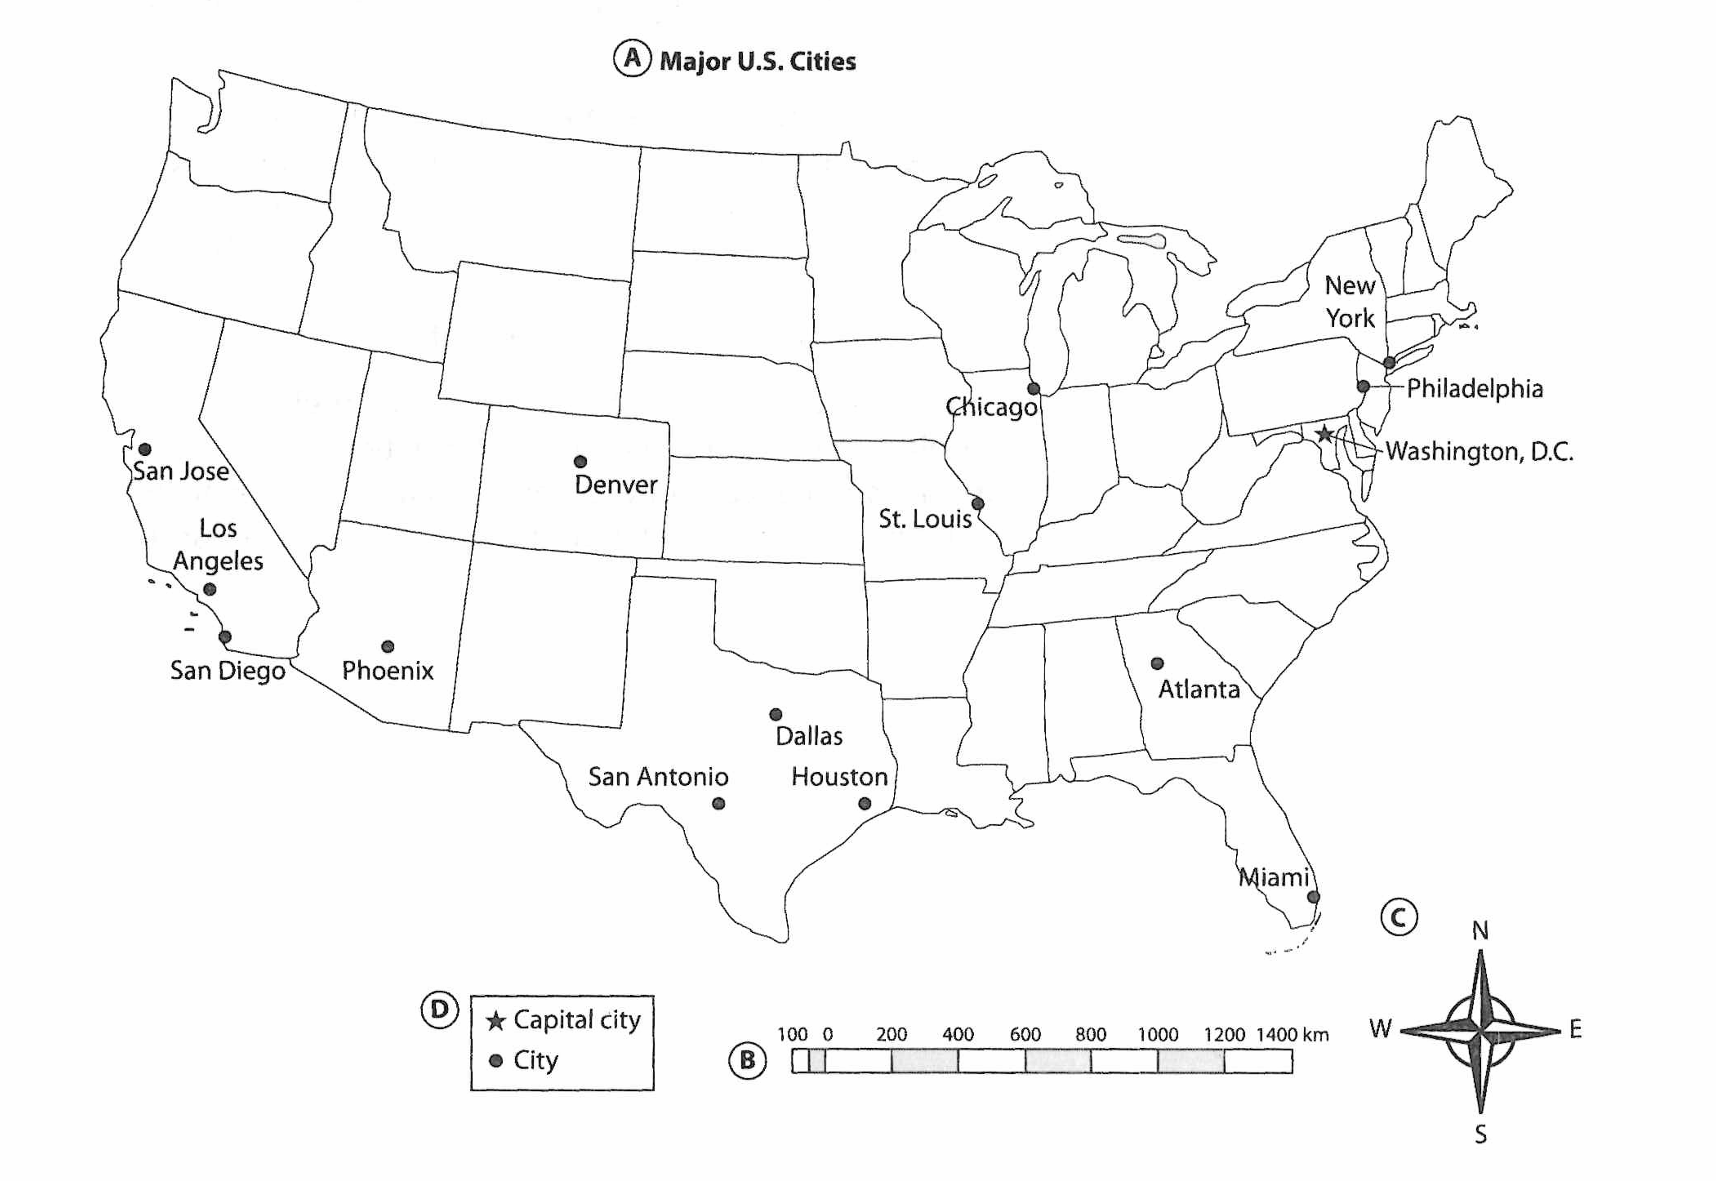 A Major U.S. Cities
New
York
Philadelphia
Chicago
Washington, D.C.
San Jose
Denver
St. Louis
Los
Angeles
San Diego
Phoenix
Atlanta
Dallas
San Antonio
Houston
Miami
C
N
W
E
S
D
Capital city
City
B
100 0 200 400 600 800 1000 1200 1400 km